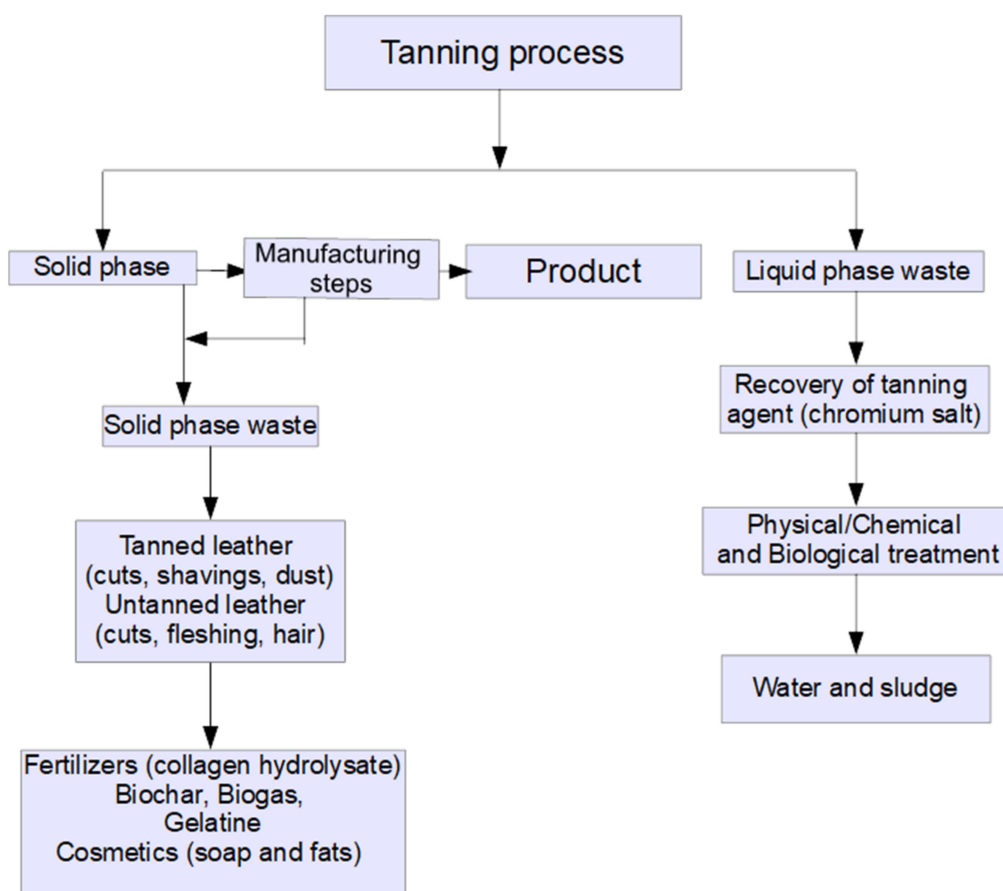 Tanning process
Solid phase
Manufacturing
steps
Product
Liquid phase waste
Solid phase waste
Recovery of tanning
agent (chromium salt)
Tanned leather
(cuts, shavings, dust)
Untanned leather
(cuts, fleshing, hair)
Physical/Chemical
and Biological treatment
Water and sludge
Fertilizers (collagen hydrolysate)
Biochar, Biogas,
Gelatine
Cosmetics (soap and fats)